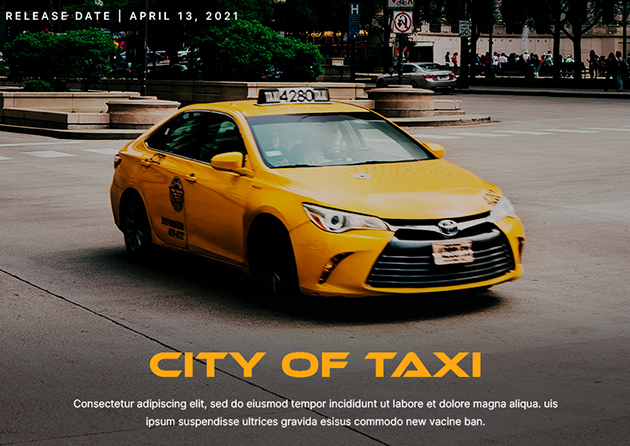 RELEASE DATE | APRIL 13, 2021
H
4280
CITY OF TAXI
Consectetur adipiscing elit, sed do eiusmod tempor incididunt ut labore et dolore magna aliqua. uis
ipsum suspendisse ultrices gravida esisus commodo new vacine ban.